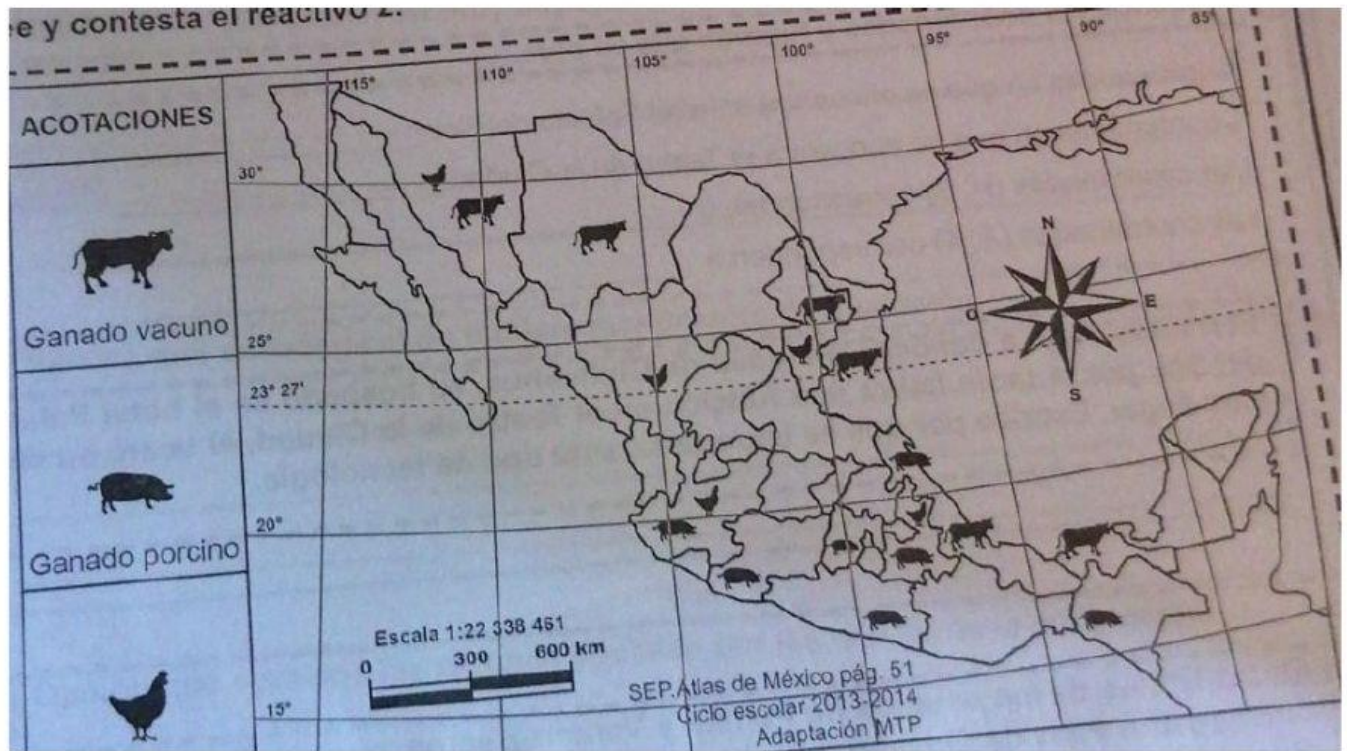 e y contesta el reactivo 2.
ACOTACIONES
Ganado vacuno
Ganado porcino
115°
110°
105°
100°
95°
90°
85°
30°
25°
23° 27'
20°
15°
N
O
E
S
Escala 1:22 338 461
0 300 600 km
SEP.Atlas de México pág. 51
Ciclo escolar 2013-2014
Adaptación MTP